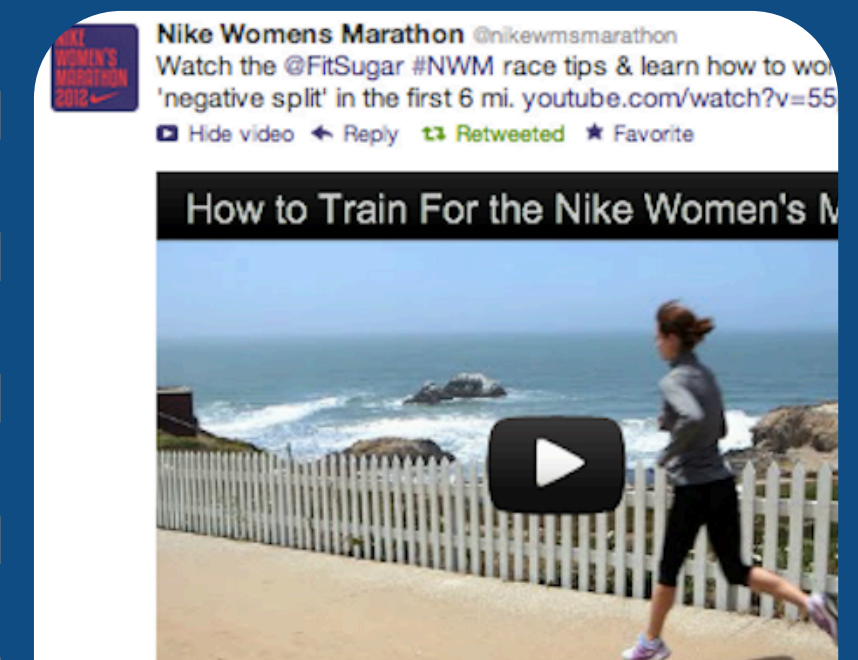 NIKE
WOMEN'S
MARATHON
2012
Nike Womens Marathon @nikewmsmarathon
Watch the @FitSugar #NWM race tips & learn how to wor
'negative split' in the first 6 mi. youtube.com/watch?v=55
Hide video Reply Retweeted Favorite
How to Train For the Nike Women's M